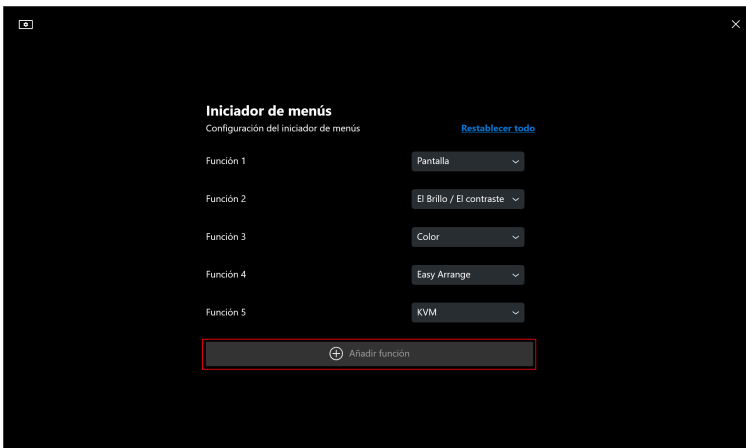 Iniciador de menús
Configuración del iniciador de menús Restablecer todo
Función 1 Pantalla
Función 2 El Brillo / El contraste
Función 3 Color
Función 4 Easy Arrange
Función 5 KVM
Añadir función